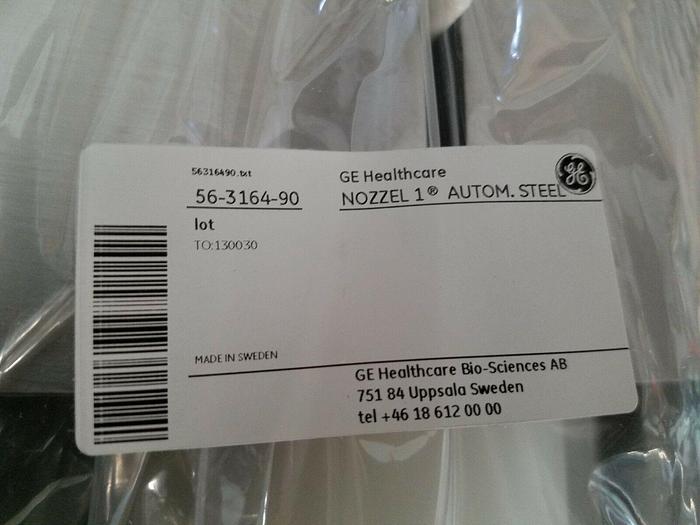 56316490.txt
56-3164-90
lot
TO:130030
GE Healthcare
NOZZEL 1® AUTOM. STEEL
GE
MADE IN SWEDEN
GE Healthcare Bio-Sciences AB
751 84 Uppsala Sweden
tel +46 18 612 00 00